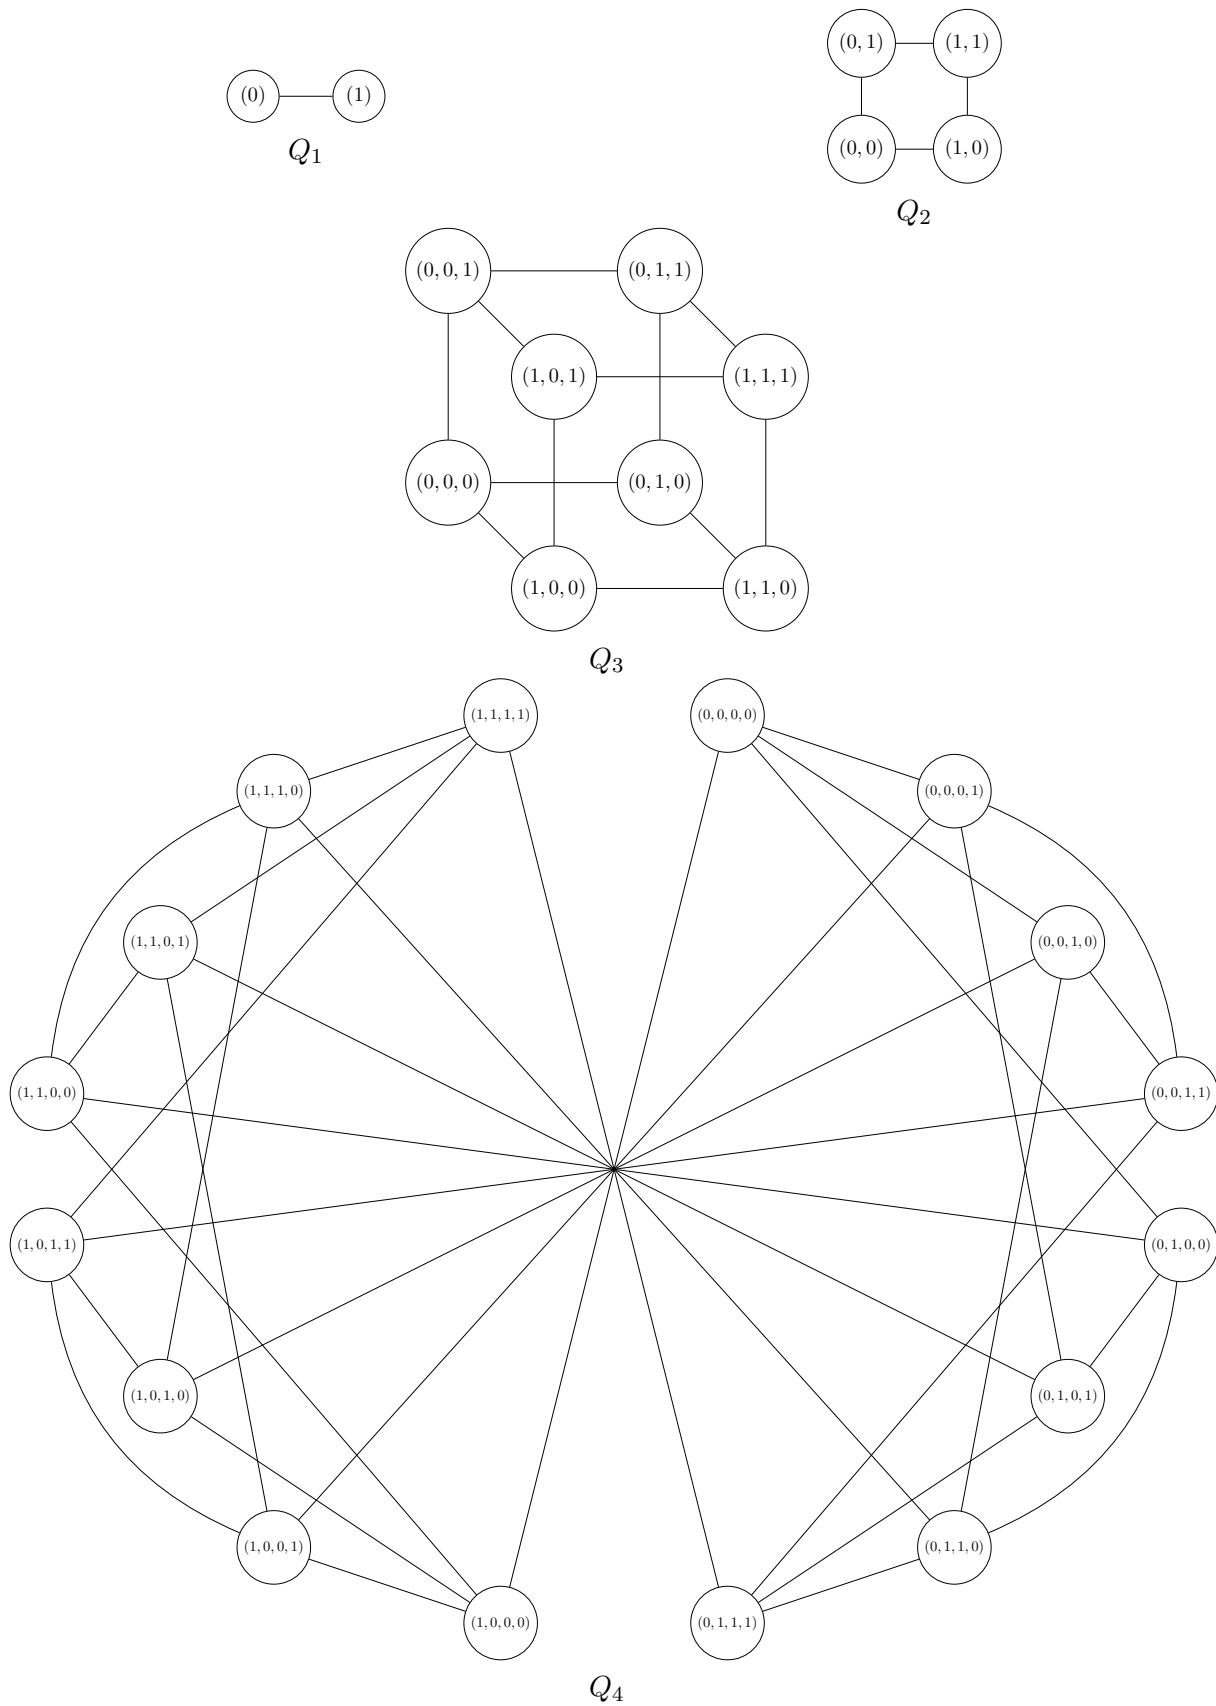 (0) (1)
Q1
(0, 1) (1, 1)
(0, 0) (1, 0)
Q2
(0, 0, 1) (0, 1, 1)
(1, 0, 1) (1, 1, 1)
(0, 0, 0) (0, 1, 0)
(1, 0, 0) (1, 1, 0)
Q3
(1, 1, 1, 1) (0, 0, 0, 0)
(1, 1, 1, 0) (0, 0, 0, 1)
(1, 1, 0, 1) (0, 0, 1, 0)
(1, 1, 0, 0) (0, 0, 1, 1)
(1, 0, 1, 1) (0, 1, 0, 0)
(1, 0, 1, 0) (0, 1, 0, 1)
(1, 0, 0, 1) (0, 1, 1, 0)
(1, 0, 0, 0) (0, 1, 1, 1)
Q4